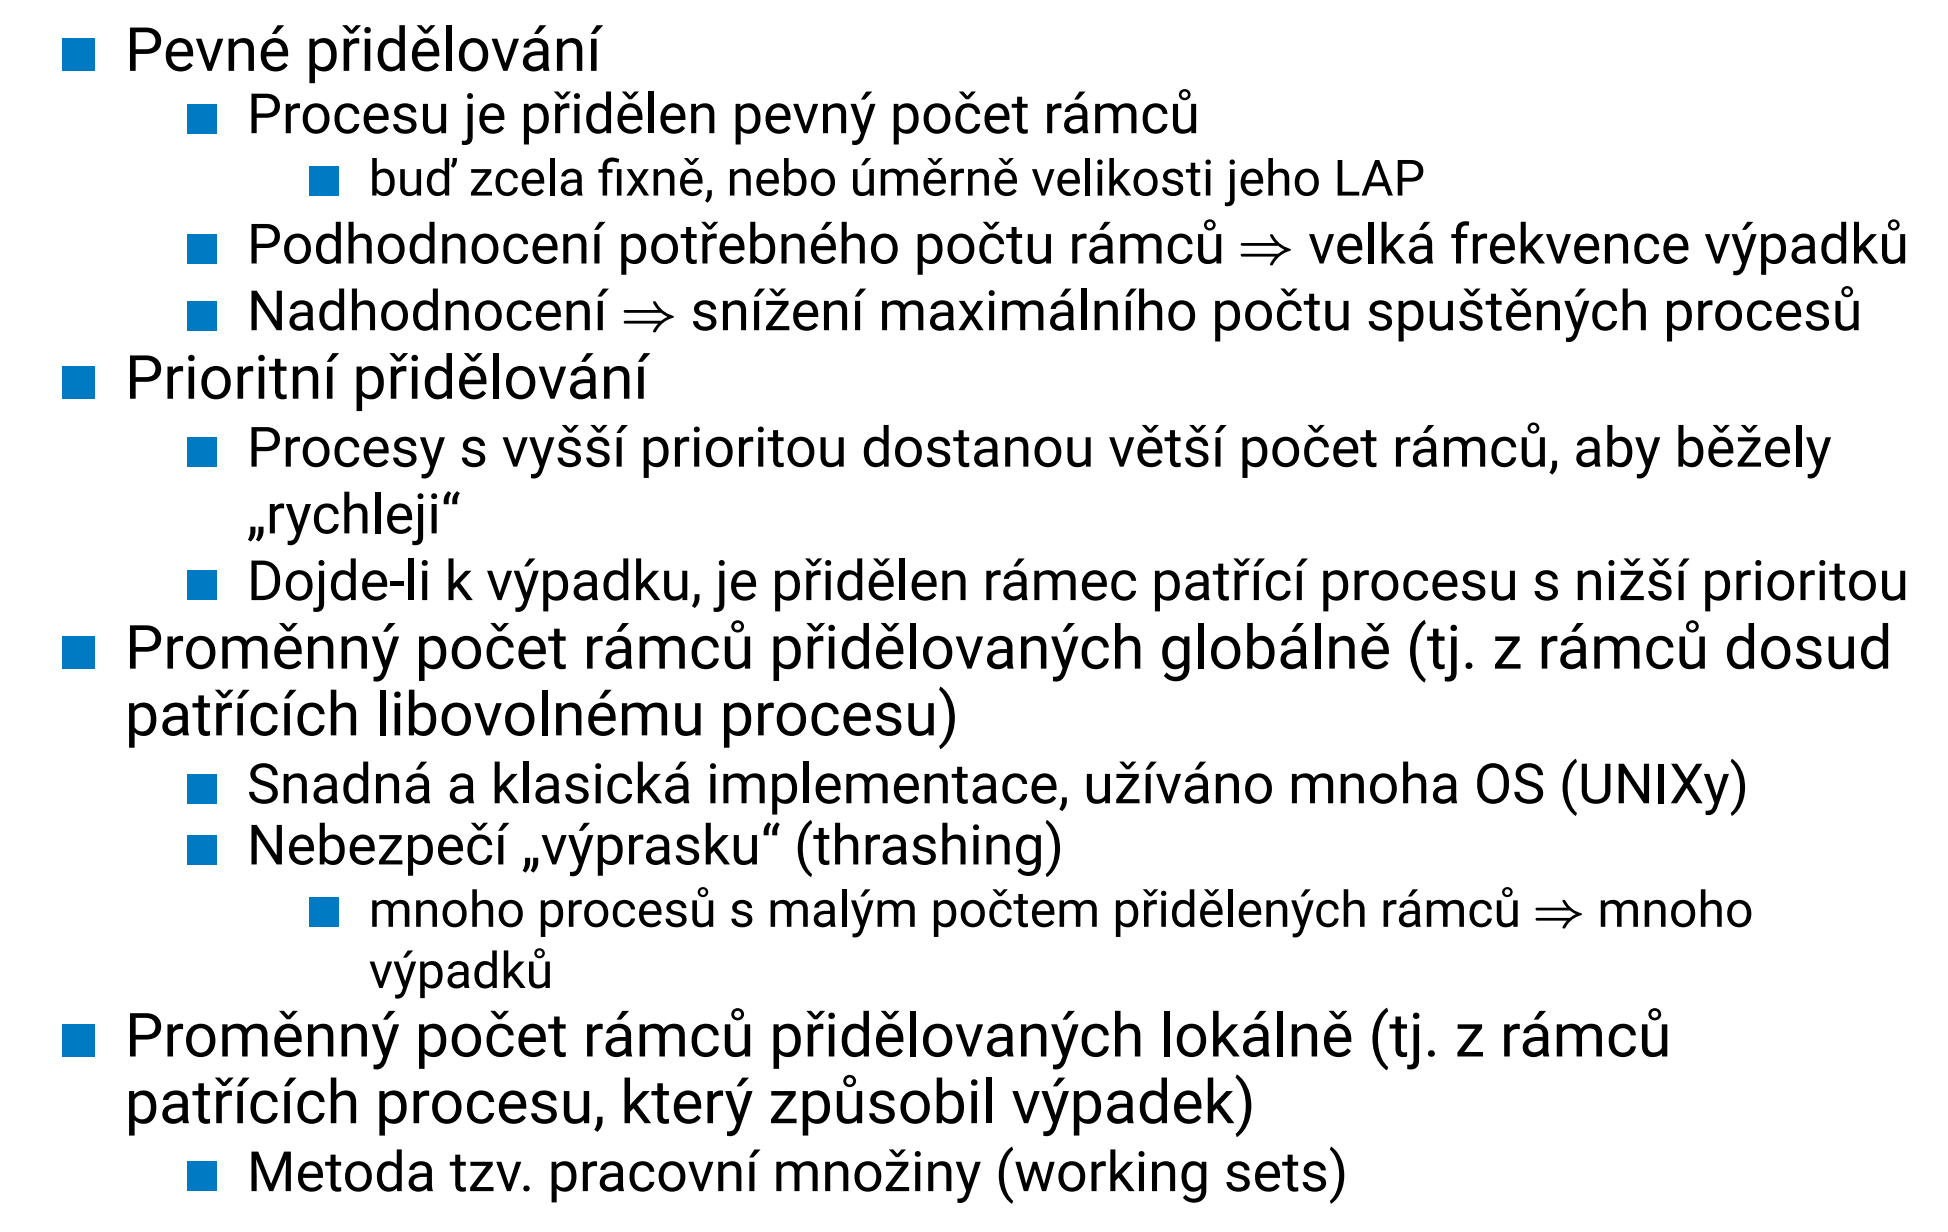 Pevné přidělování
Procesu je přidělen pevný počet rámců
buď zcela fixně, nebo úměrně velikosti jeho LAP
Podhodnocení potřebného počtu rámců ⇒ velká frekvence výpadků
Nadhodnocení ⇒ snížení maximálního počtu spuštěných procesů
Prioritní přidělování
Procesy s vyšší prioritou dostanou větší počet rámců, aby běžely
„rychleji“
Dojde-li k výpadku, je přidělen rámec patřící procesu s nižší prioritou
Proměnný počet rámců přidělovaných globálně (tj. z rámců dosud
patřících libovolnému procesu)
Snadná a klasická implementace, užíváno mnoha OS (UNIXy)
Nebezpečí „výprasku“ (thrashing)
mnoho procesů s malým počtem přidělených rámců ⇒ mnoho
výpadků
Proměnný počet rámců přidělovaných lokálně (tj. z rámců
patřících procesu, který způsobil výpadek)
Metoda tzv. pracovní množiny (working sets)